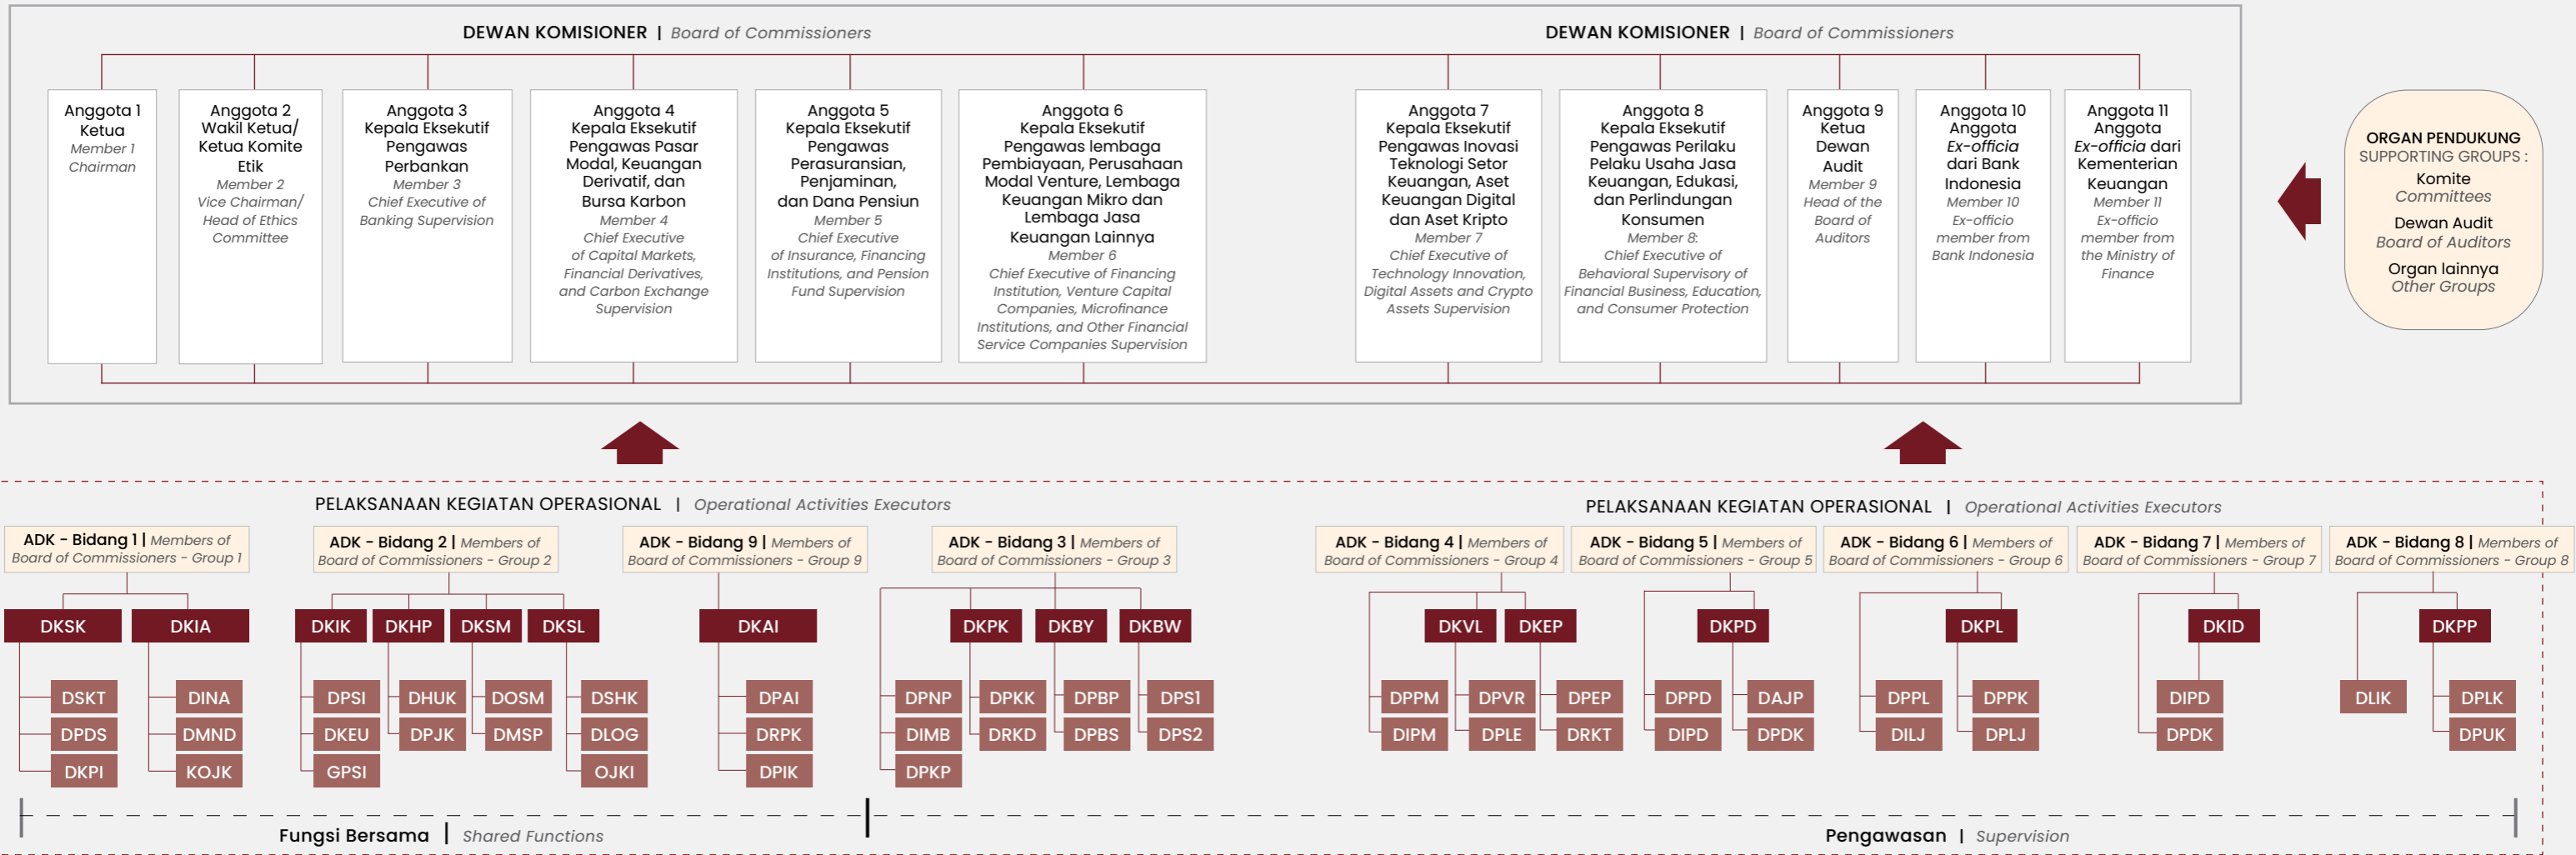 DEWAN KOMISIONER | Board of Commissioners
DEWAN KOMISIONER | Board of Commissioners
Anggota 1
Ketua
Member 1
Chairman
Anggota 2
Wakil Ketua/
Ketua Komite
Etik
Member 2
Vice Chairman/
Head of Ethics
Committee
Anggota 3
Kepala Eksekutif
Pengawas
Perbankan
Member 3
Chief Executive of
Banking Supervision
Anggota 4
Kepala Eksekutif
Pengawas Pasar
Modal, Keuangan
Derivatif, dan
Bursa Karbon
Member 4
Chief Executive
of Capital Markets,
Financial Derivatives,
and Carbon Exchange
Supervision
Anggota 5
Kepala Eksekutif
Pengawas
Perasuransian,
Penjaminan,
dan Dana Pensiun
Member 5
Chief Executive
of Insurance, Financing
Institutions, and Pension
Fund Supervision
Anggota 6
Kepala Eksekutif
Pengawas lembaga
Pembiayaan, Perusahaan
Modal Venture, Lembaga
Keuangan Mikro dan
Lembaga Jasa
Keuangan Lainnya
Member 6
Chief Executive of Financing
Institution, Venture Capital
Companies, Microfinance
Institutions, and Other Financial
Service Companies Supervision
Anggota 7
Kepala Eksekutif
Pengawas Inovasi
Teknologi Setor
Keuangan, Aset
Keuangan Digital
dan Aset Kripto
Member 7
Chief Executive of
Technology Innovation,
Digital Assets and Crypto
Assets Supervision
Anggota 8
Kepala Eksekutif
Pengawas Perilaku
Pelaku Usaha Jasa
Keuangan, Edukasi,
dan Perlindungan
Konsumen
Member 8:
Chief Executive of
Behavioral Supervisory of
Financial Business, Education,
and Consumer Protection
Anggota 9
Ketua
Dewan
Audit
Member 9
Head of the
Board of
Auditors
Anggota 10
Anggota
Ex-officia
dari Bank
Indonesia
Member 10
Ex-officio
member from
Bank Indonesia
Anggota 11
Anggota
Ex-officia dari
Kementerian
Keuangan
Member 11
Ex-officio
member from
the Ministry of
Finance
ORGAN PENDUKUNG
SUPPORTING GROUPS :
Komite
Committees
Dewan Audit
Board of Auditors
Organ lainnya
Other Groups
PELAKSANAAN KEGIATAN OPERASIONAL | Operational Activities Executors
PELAKSANAAN KEGIATAN OPERASIONAL | Operational Activities Executors
ADK - Bidang 1 | Members of
Board of Commissioners - Group 1
DKSK
DSKT
DPDS
DKPI
DKIA
DINA
DMND
KOJK
ADK - Bidang 2 | Members of
Board of Commissioners - Group 2
DKIK
DPSI
DKEU
GPSI
DKHP
DHUK
DPJK
DKSM
DOSM
DMSP
DKSL
DSHK
DLOG
OJKI
ADK - Bidang 9 | Members of
Board of Commissioners - Group 9
DKAI
DPAI
DRPK
DPIK
ADK - Bidang 3 | Members of
Board of Commissioners - Group 3
DPNP
DIMB
DPKP
DKPK
DPKK
DRKD
DKBY
DPBP
DPBS
DKBW
DPS1
DPS2
ADK - Bidang 4 | Members of
Board of Commissioners - Group 4
DPPM
DIPM
DKVL
DPVR
DPLE
DKEP
DPEP
DRKT
ADK - Bidang 5 | Members of
Board of Commissioners - Group 5
DPPD
DIPD
DKPD
DAJP
DPDK
ADK - Bidang 6 | Members of
Board of Commissioners - Group 6
DPPL
DILJ
DKPL
DPPK
DPLJ
ADK - Bidang 7 | Members of
Board of Commissioners - Group 7
DKID
DIPD
DPDK
ADK - Bidang 8 | Members of
Board of Commissioners - Group 8
DLIK
DKPP
DPLK
DPUK
Fungsi Bersama | Shared Functions
Pengawasan | Supervision